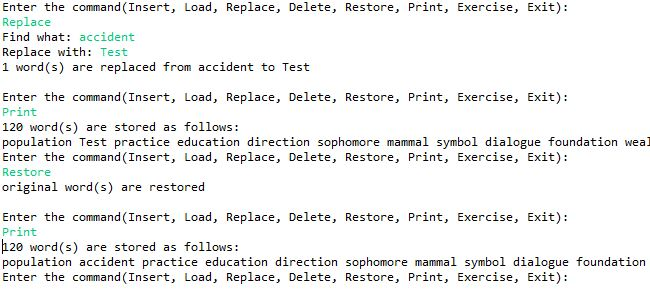 Enter the command(Insert, Load, Replace, Delete, Restore, Print, Exercise, Exit):
Replace
Find what: accident
Replace with: Test
1 word(s) are replaced from accident to Test
Enter the command(Insert, Load, Replace, Delete, Restore, Print, Exercise, Exit):
Print
120 word(s) are stored as follows:
population Test practice education direction sophomore mammal symbol dialogue foundation
Enter the command(Insert, Load, Replace, Delete, Restore, Print, Exercise, Exit):
Restore
original word(s) are restored
Enter the command(Insert, Load, Replace, Delete, Restore, Print, Exercise, Exit):
Print
120 word(s) are stored as follows:
population accident practice education direction sophomore mammal symbol dialogue foundation
Enter the command(Insert, Load, Replace, Delete, Restore, Print, Exercise, Exit):